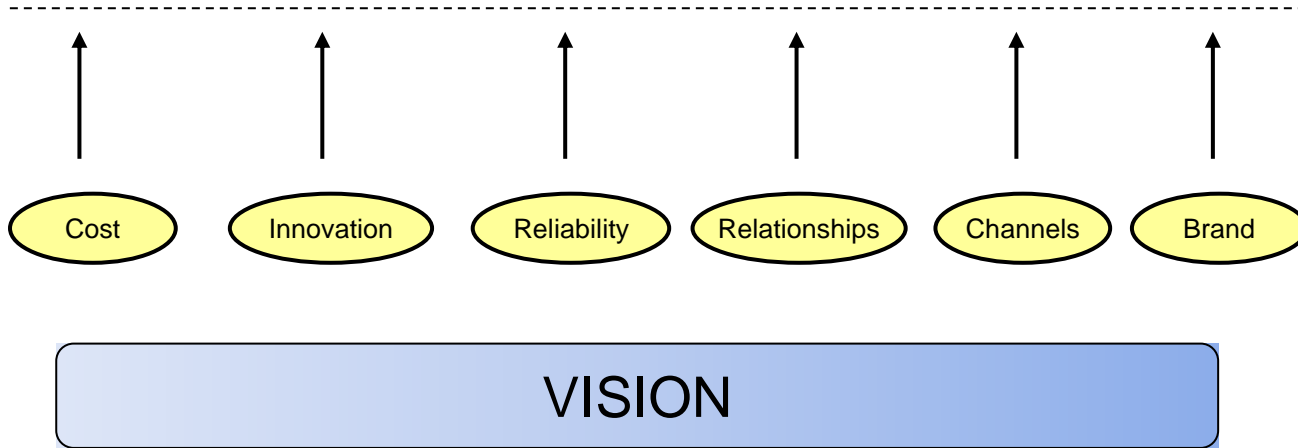 Cost
Innovation
Reliability
Relationships
Channels
Brand
VISION